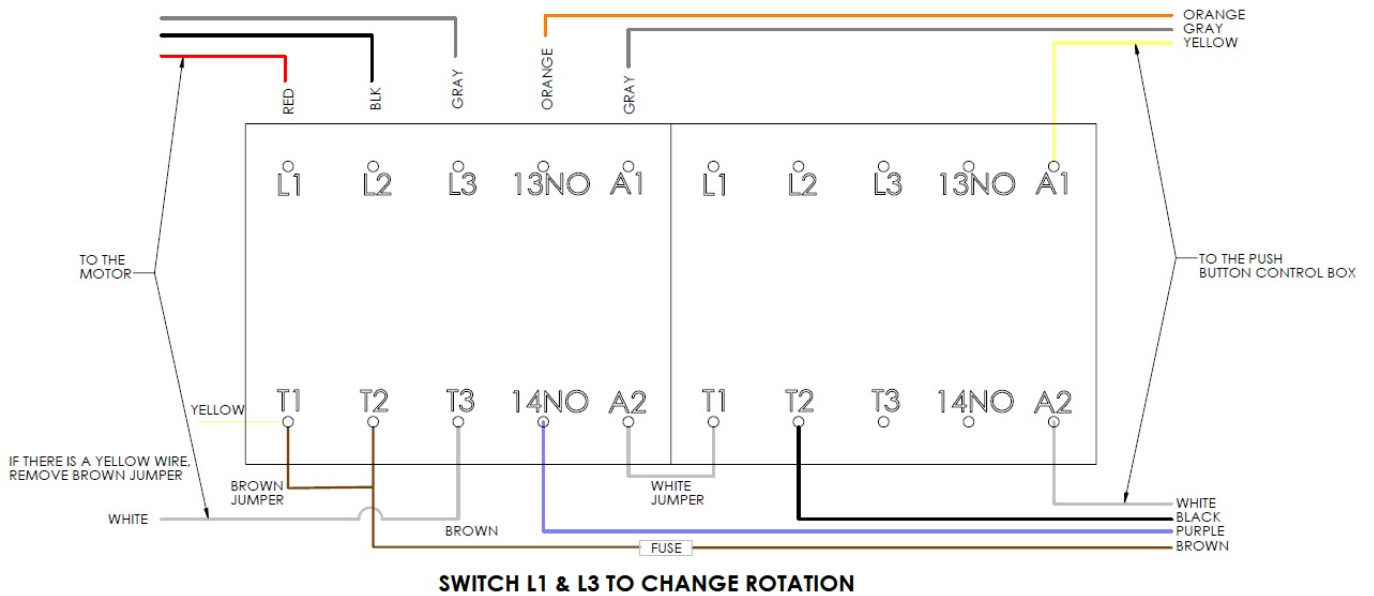 ORANGE
GRAY
YELLOW
RED
BLK
GRAY
ORANGE
GRAY
L1 L2 L3 13NO A1 L1 L2 L3 13NO A1
TO THE
MOTOR
TO THE PUSH
BUTTON CONTROL BOX
T1 T2 T3 14NO A2 T1 T2 T3 14NO A2
YELLOW
IF THERE IS A YELLOW WIRE,
REMOVE BROWN JUMPER
BROWN
JUMPER
WHITE
JUMPER
WHITE
BROWN
FUSE
WHITE
BLACK
PURPLE
BROWN
SWITCH L1 & L3 TO CHANGE ROTATION